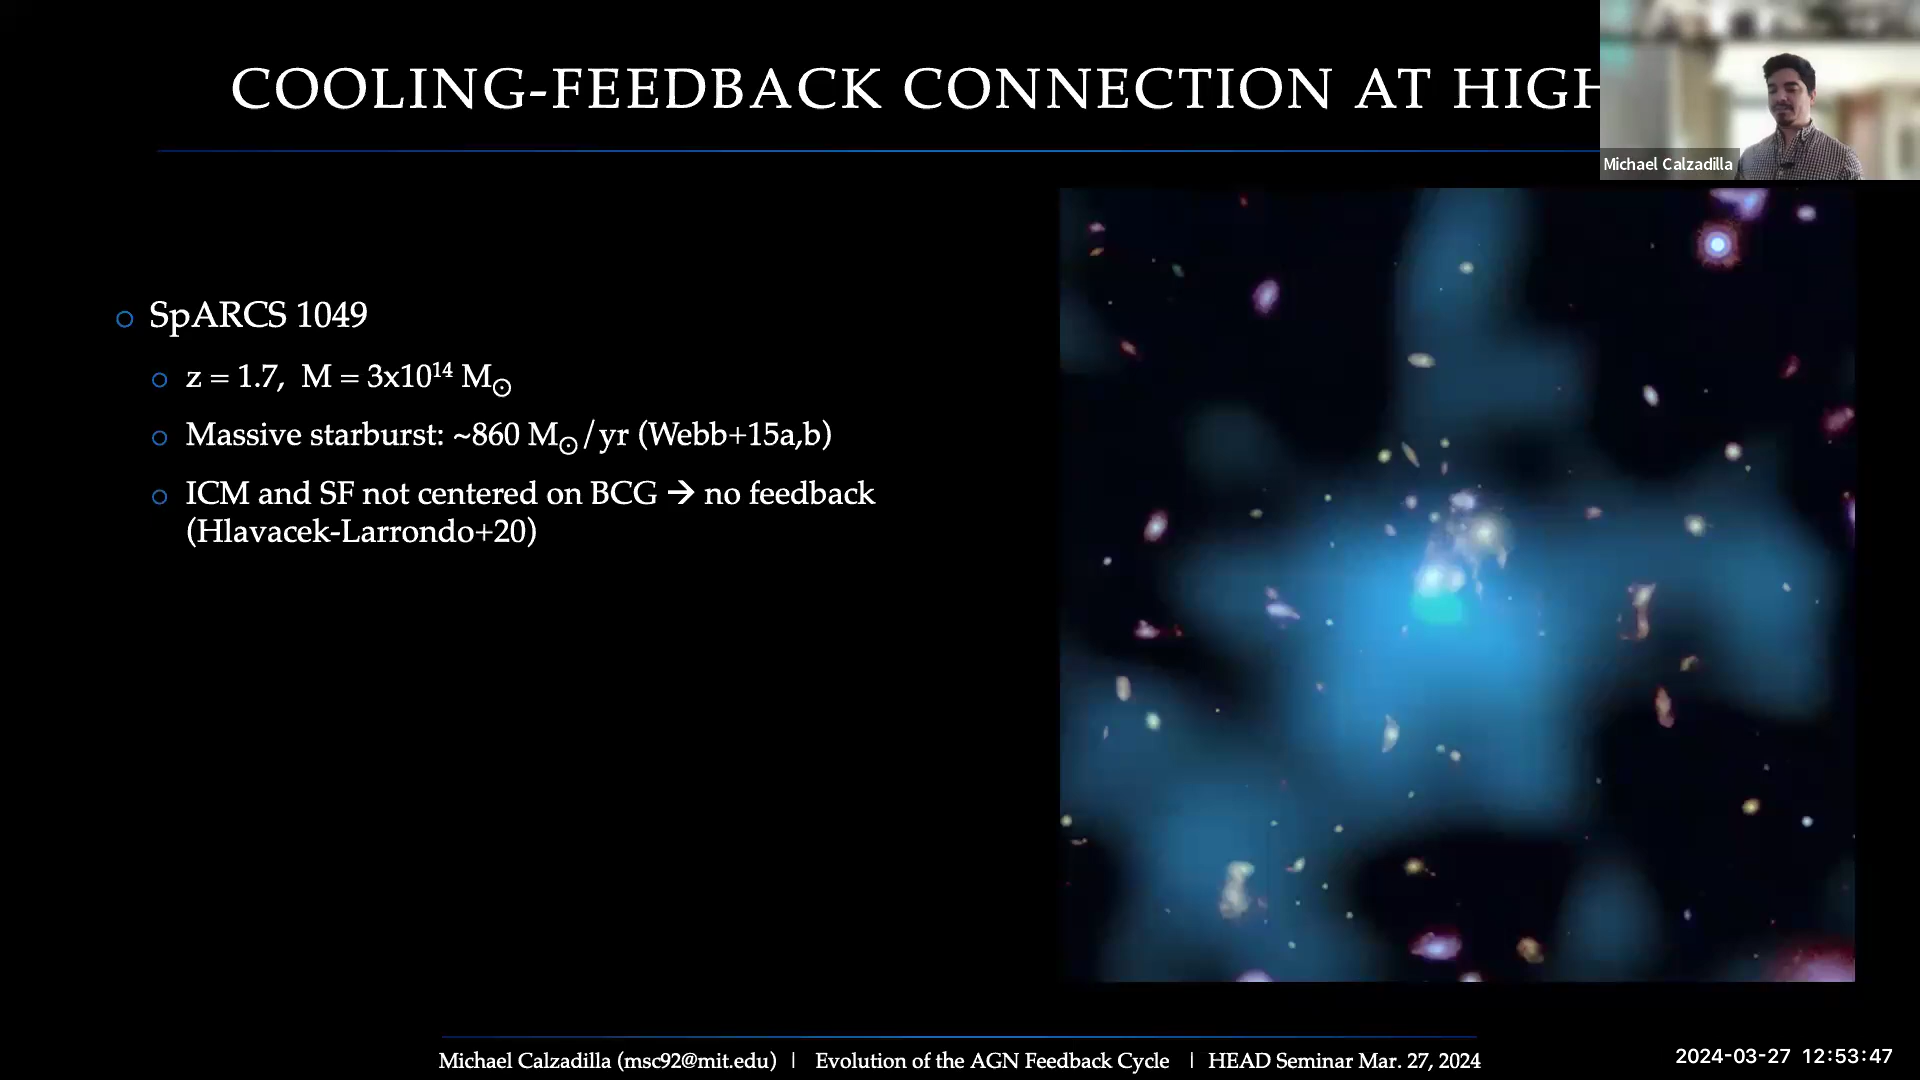 COOLING-FEEDBACK CONNECTION AT HIGH
Michael Calzadilla
SpARCS 1049
z = 1.7, M = 3x10¹⁴ M☉
Massive starburst: ~860 M☉/yr (Webb+15a,b)
ICM and SF not centered on BCG → no feedback
(Hlavacek-Larrondo+20)
Michael Calzadilla (msc92@mit.edu) | Evolution of the AGN Feedback Cycle | HEAD Seminar Mar. 27, 2024
2024-03-27 12:53:47